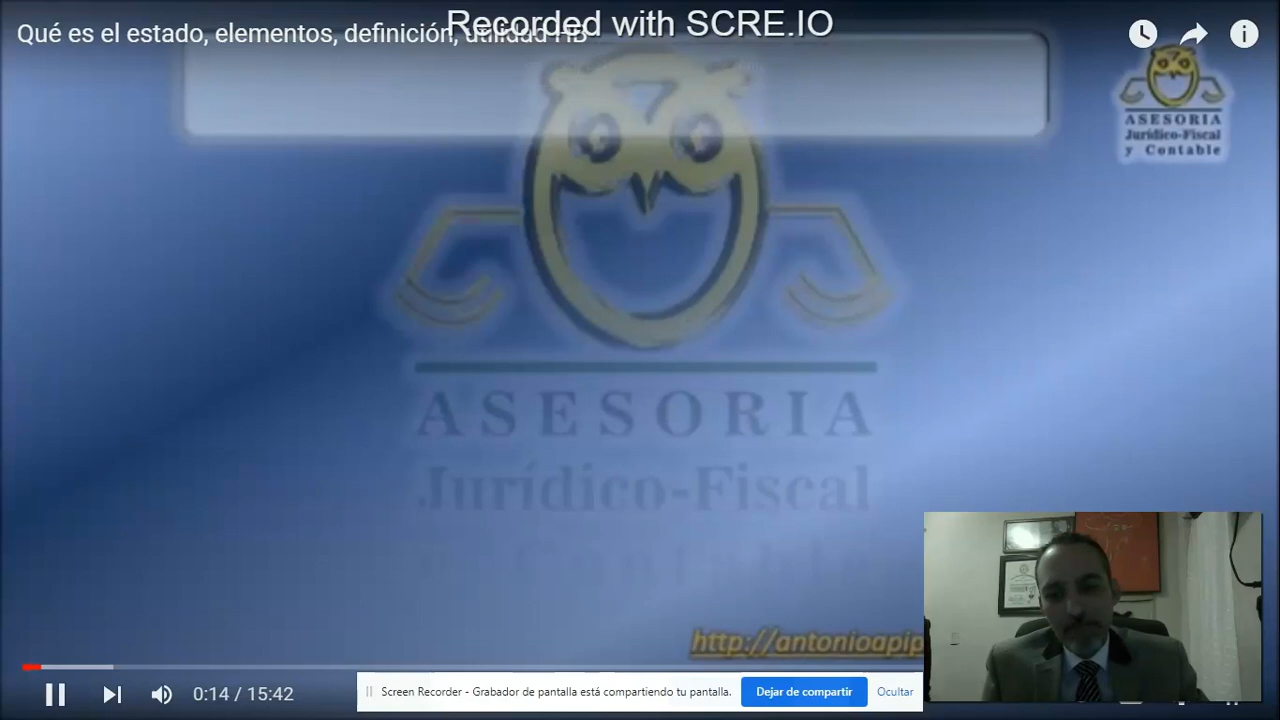 Recorded with SCRE.IO
Qué es el estado, elementos, definición, utilidad HB
ASESORIA
Jurídico-Fiscal
y Contable
ASESORIA
Jurídico-Fiscal
http://antonioapip
0:14 / 15:42
Screen Recorder - Grabador de pantalla está compartiendo tu pantalla.
Dejar de compartir
Ocultar